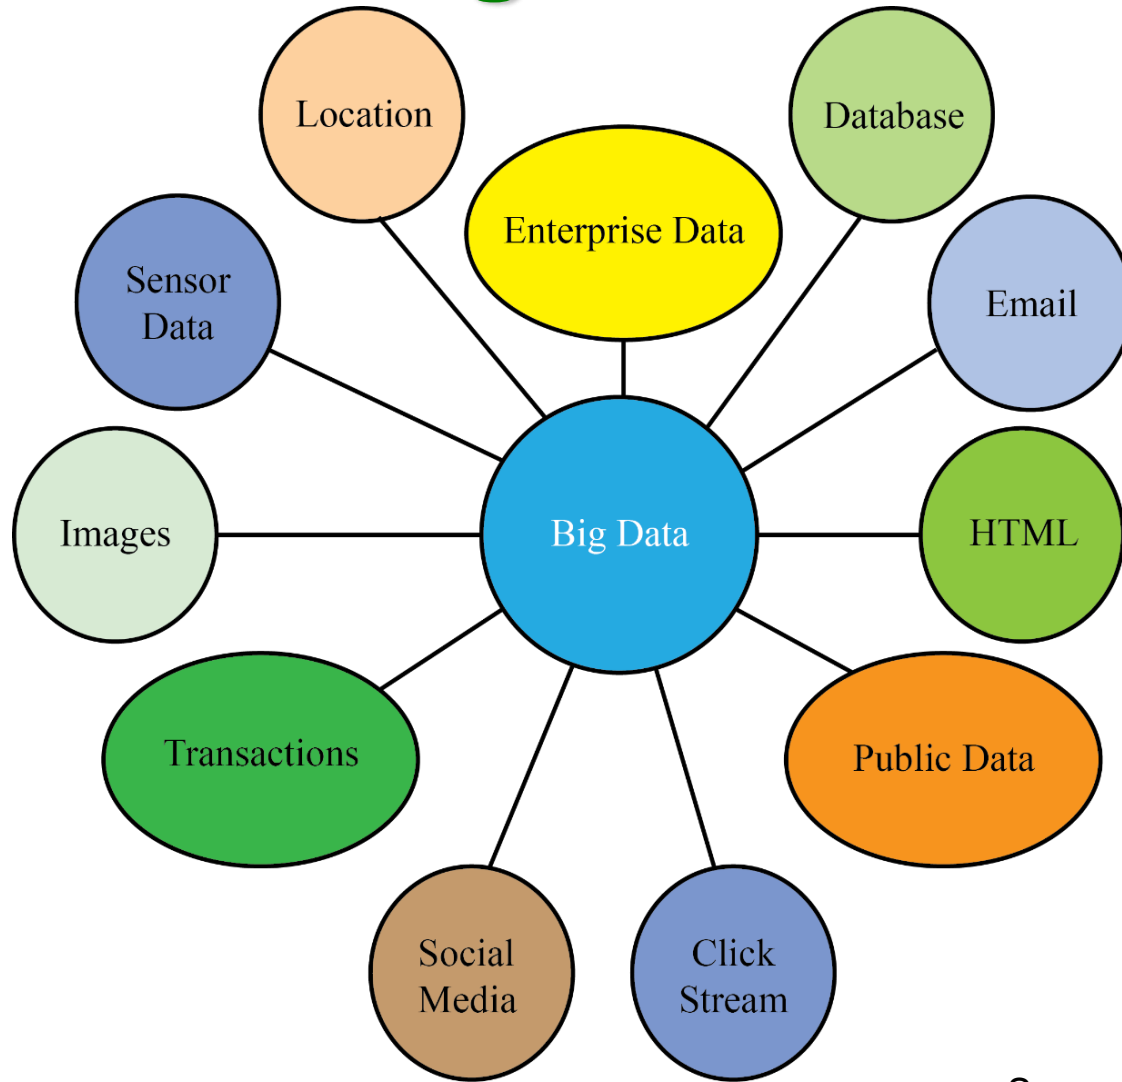 Location
Database
Enterprise Data
Sensor
Data
Email
Images
Big Data
HTML
Transactions
Public Data
Social
Media
Click
Stream